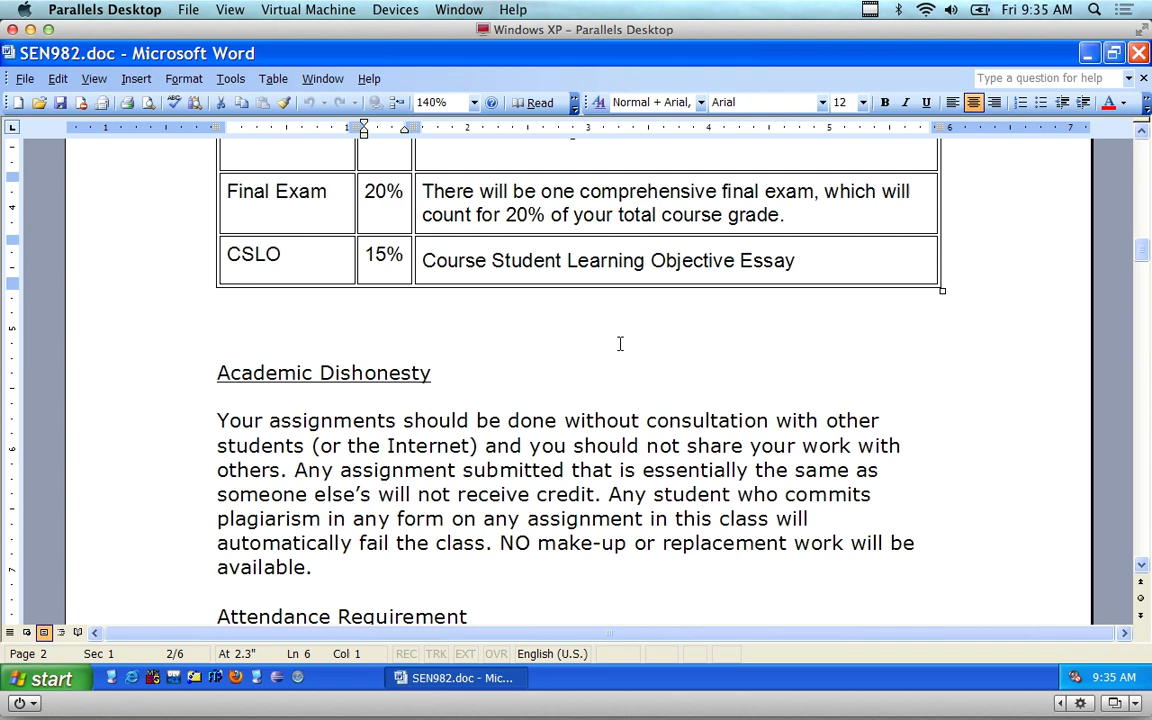 Parallels Desktop File View Virtual Machine Devices Window Help Fri 9:35 AM
Windows XP – Parallels Desktop
SEN982.doc - Microsoft Word
File Edit View Insert Format Tools Table Window Help Type a question for help
140% Read Normal + Arial, Arial 12 B I U A
1 1 2 3 4 5 6 7
Final Exam 20% There will be one comprehensive final exam, which will
count for 20% of your total course grade.
CSLO 15% Course Student Learning Objective Essay
Academic Dishonesty
Your assignments should be done without consultation with other
students (or the Internet) and you should not share your work with
others. Any assignment submitted that is essentially the same as
someone else’s will not receive credit. Any student who commits
plagiarism in any form on any assignment in this class will
automatically fail the class. NO make-up or replacement work will be
available.
Attendance Requirement
Page 2 Sec 1 2/6 At 2.3" Ln 6 Col 1 REC TRK EXT OVR English (U.S.)
start SEN982.doc - Mic... 9:35 AM